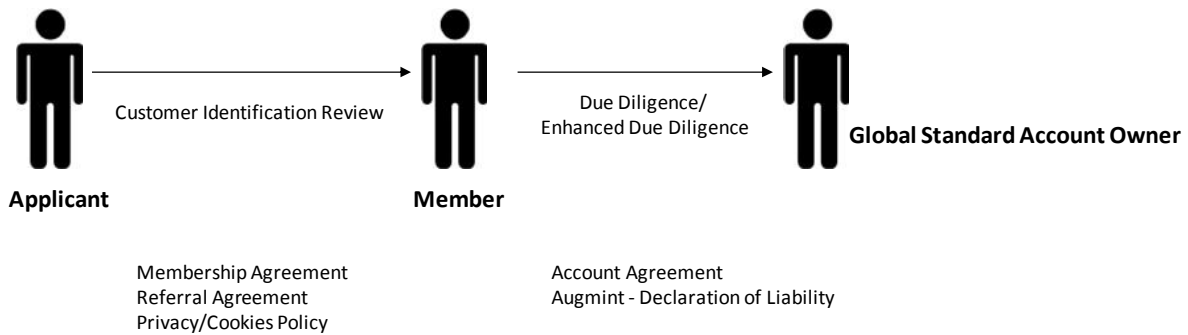 Customer Identification Review
Due Diligence/
Enhanced Due Diligence
Global Standard Account Owner
Applicant
Member
Membership Agreement
Referral Agreement
Privacy/Cookies Policy
Account Agreement
Augmint - Declaration of Liability